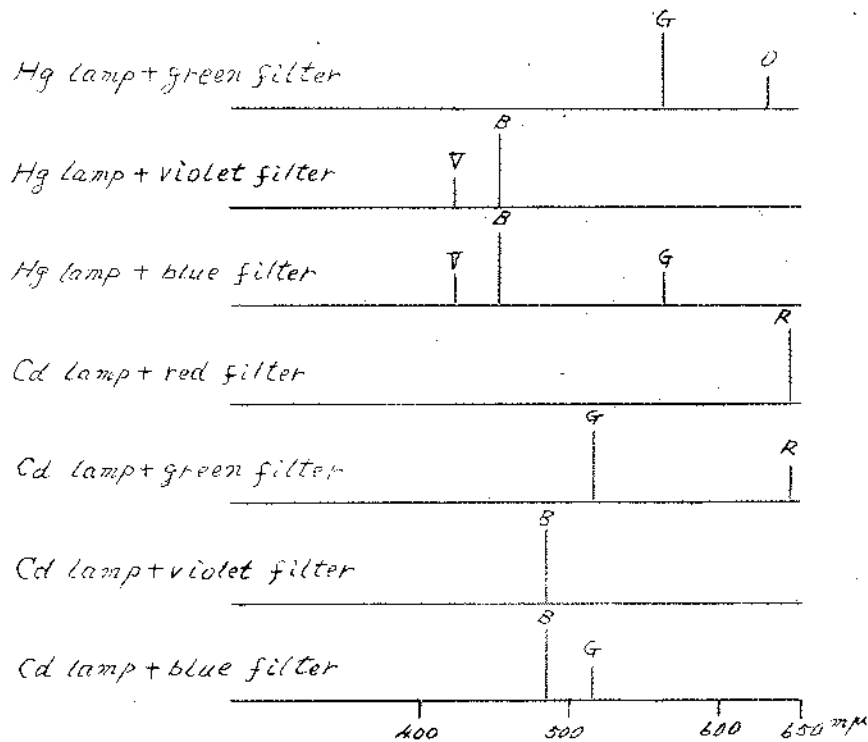 G
O
Hg lamp + green filter
B
V
Hg lamp + violet filter
B
V
G
Hg lamp + blue filter
R
Cd lamp + red filter
G
R
Cd lamp + green filter
B
Cd lamp + violet filter
B
G
Cd lamp + blue filter
400 500 600 650 mμ